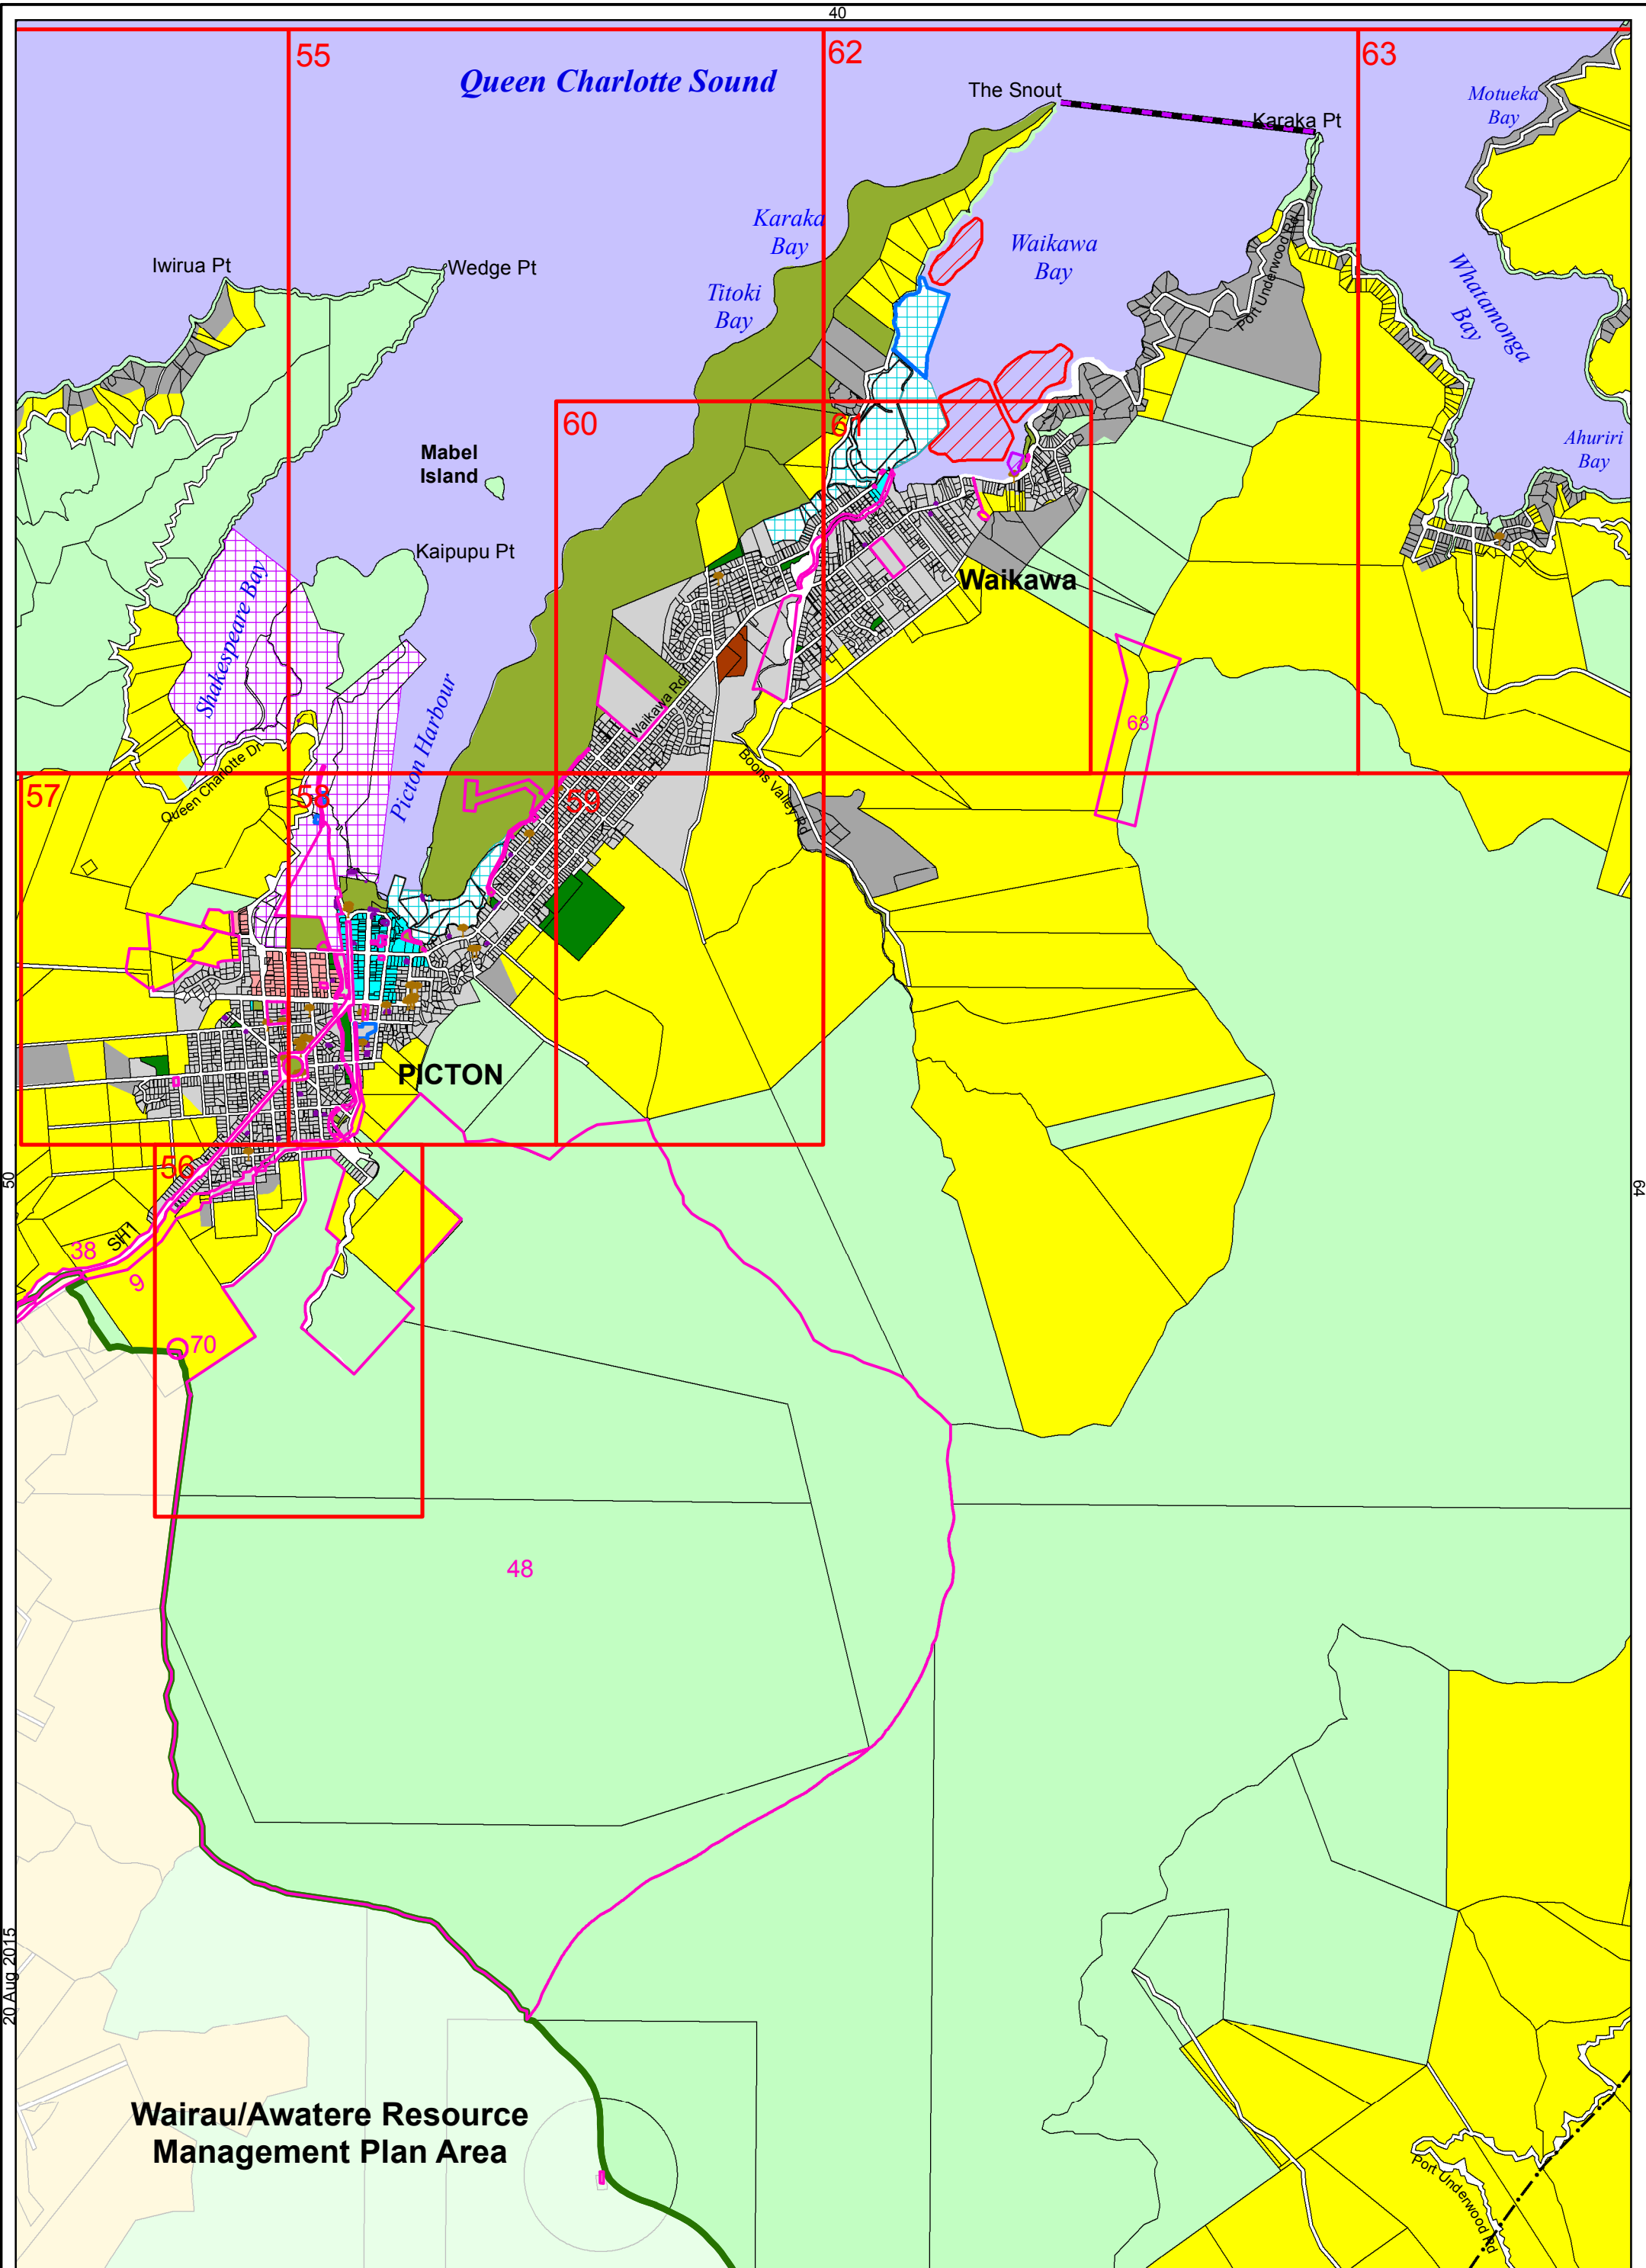 40
55
62
63
Queen Charlotte Sound
The Snout
Karaka Pt
Motueka
Bay
Karaka
Bay
Waikawa
Bay
Iwirua Pt
Wedge Pt
Titoki
Bay
Port Underwood Rd
Whatamonga
Bay
60
61
Mabel
Island
Ahuriri
Bay
Kaipupu Pt
Waikawa
Shakespeare Bay
Picton Harbour
Waikawa Rd
68
Queen Charlotte Dr
Boons Valley Rd
57
58
59
PICTON
56
50
64
SH1
38
9
70
48
20 Aug 2015
Wairau/Awatere Resource
Management Plan Area
Port Underwood Rd